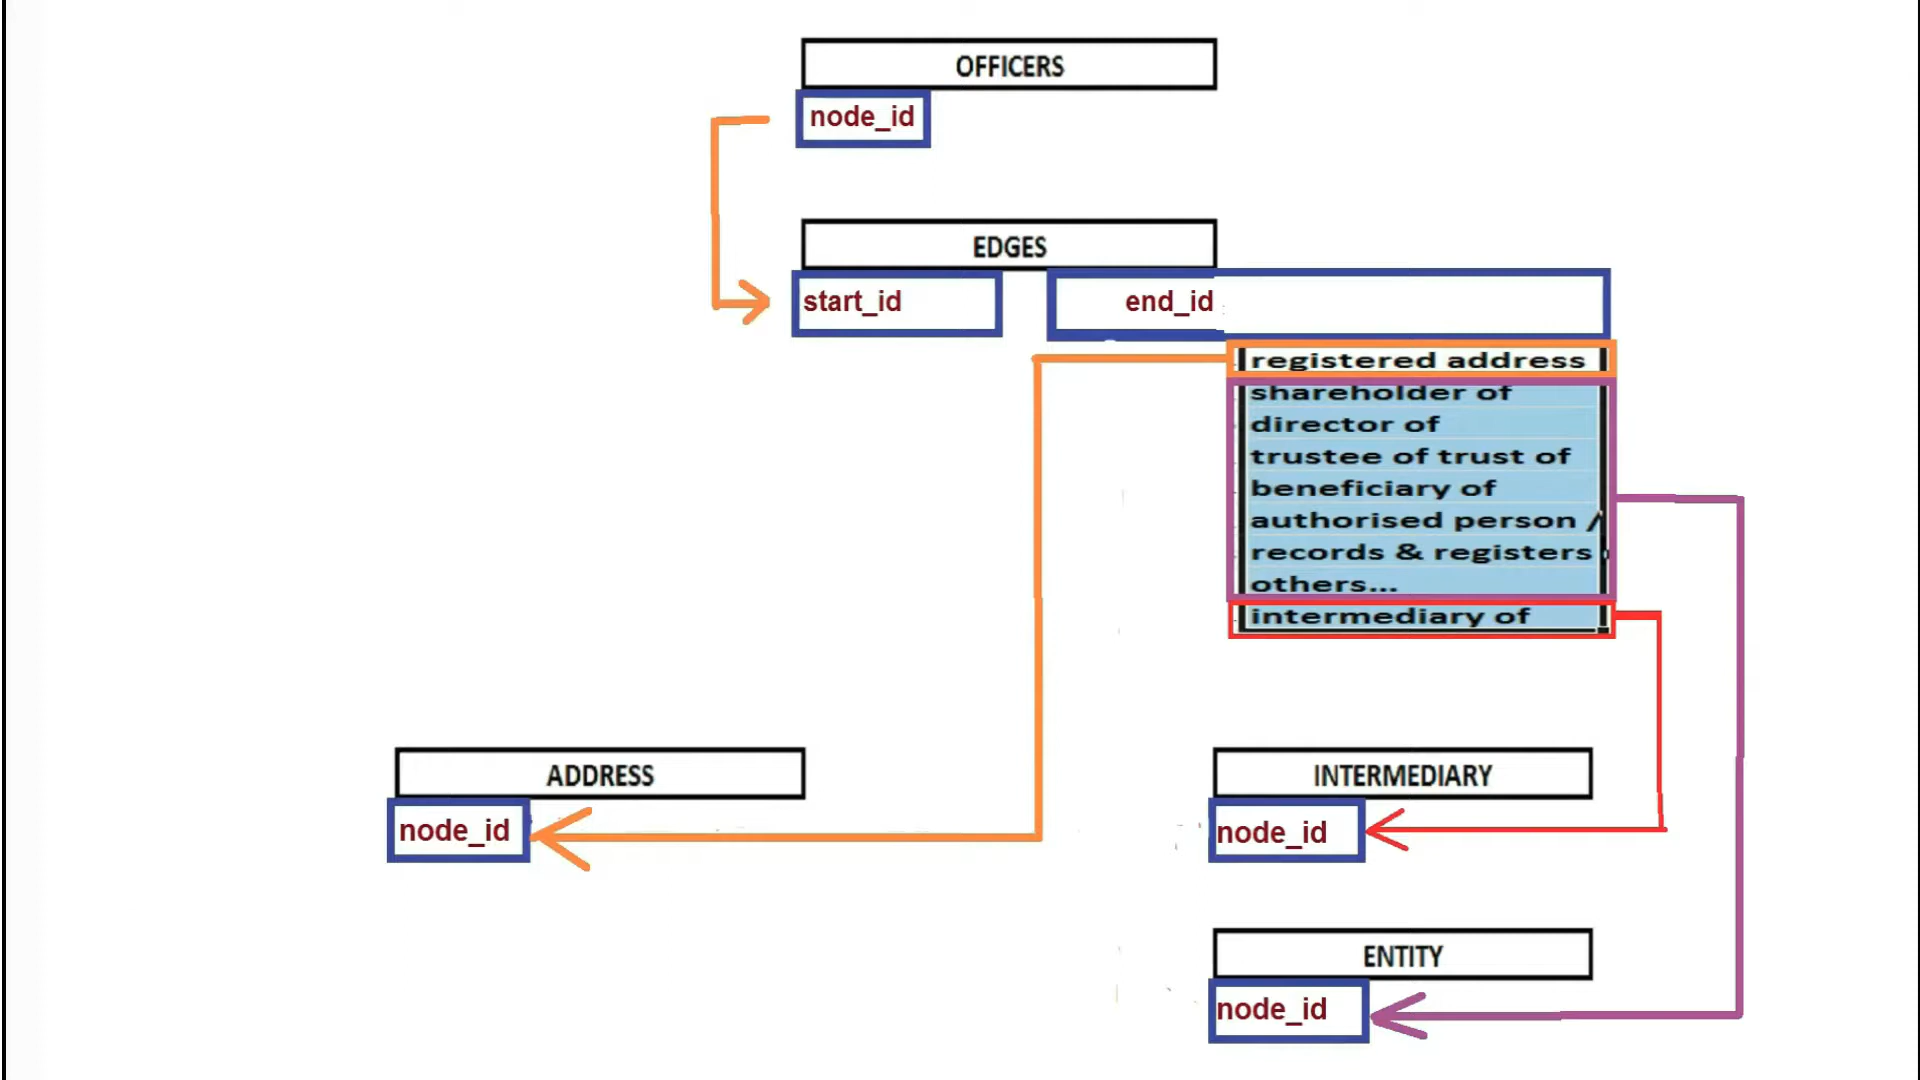 OFFICERS
node_id
EDGES
start_id
end_id
registered address
shareholder of
director of
trustee of trust of
beneficiary of
authorised person /
records & registers
others...
intermediary of
ADDRESS
node_id
INTERMEDIARY
node_id
ENTITY
node_id